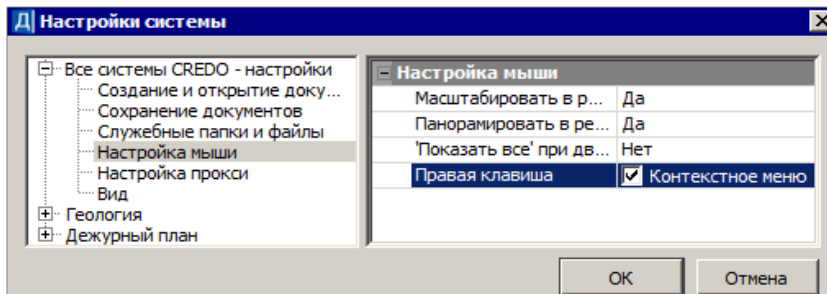 Д Настройки системы
Все системы CREDO - настройки
Создание и открытие доку...
Сохранение документов
Служебные папки и файлы
Настройка мыши
Настройка прокси
Вид
Геология
Дежурный план
Настройка мыши
Масштабировать в р... Да
Панорамировать в ре... Да
'Показать все' при дв... Нет
Правая клавиша Контекстное меню
ОК Отмена